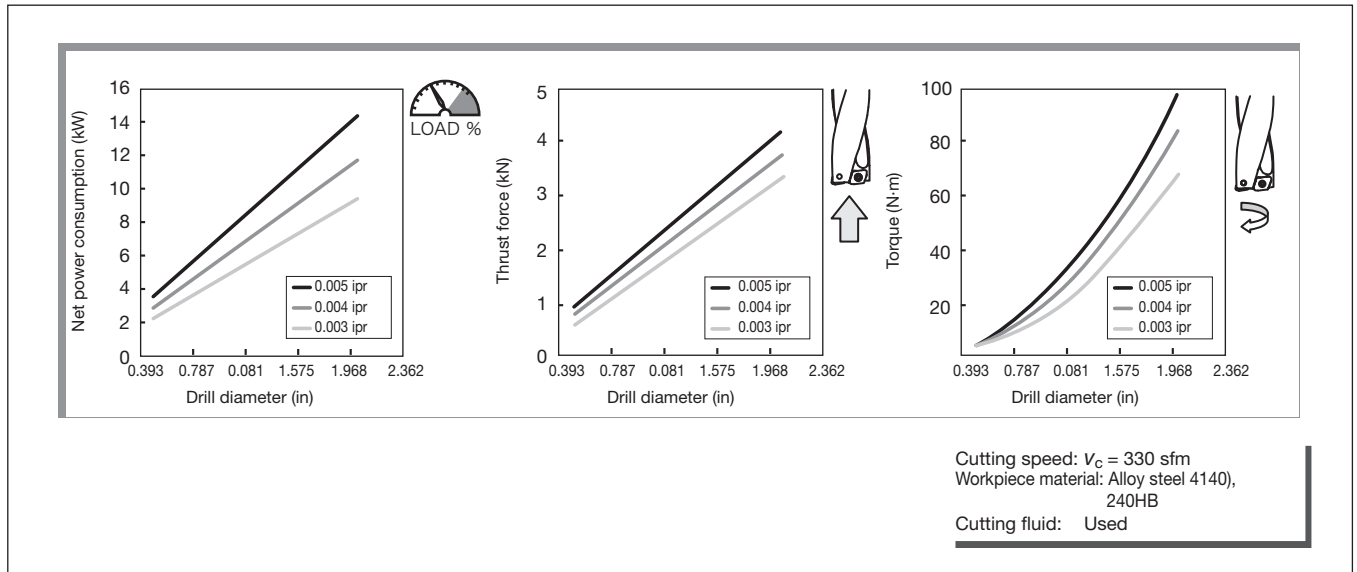 Net power consumption (kW)
16
14
12
10
8
6
4
2
0
0.393 0.787 0.081 1.575 1.968 2.362
Drill diameter (in)
0.005 ipr
0.004 ipr
0.003 ipr
LOAD %
Thrust force (kN)
5
4
3
2
1
0
0.393 0.787 0.081 1.575 1.968 2.362
Drill diameter (in)
0.005 ipr
0.004 ipr
0.003 ipr
Torque (N·m)
100
80
60
40
20
0.393 0.787 0.081 1.575 1.968 2.362
Drill diameter (in)
0.005 ipr
0.004 ipr
0.003 ipr
Cutting speed: vc = 330 sfm
Workpiece material: Alloy steel 4140),
240HB
Cutting fluid: Used